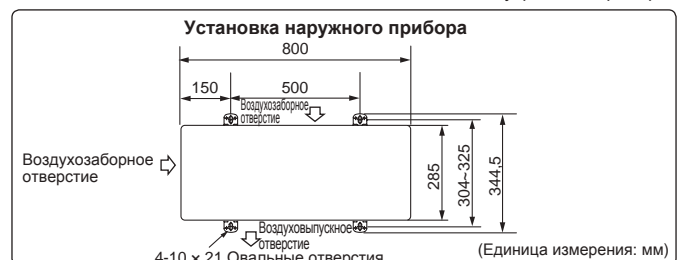 Установка наружного прибора
800
150
500
Воздухозаборное
отверстие
Воздухозаборное
отверстие
285
304~325
344,5
Воздуховыпускное
отверстие
4-10 × 21 Овальные отверстия
(Единица измерения: мм)